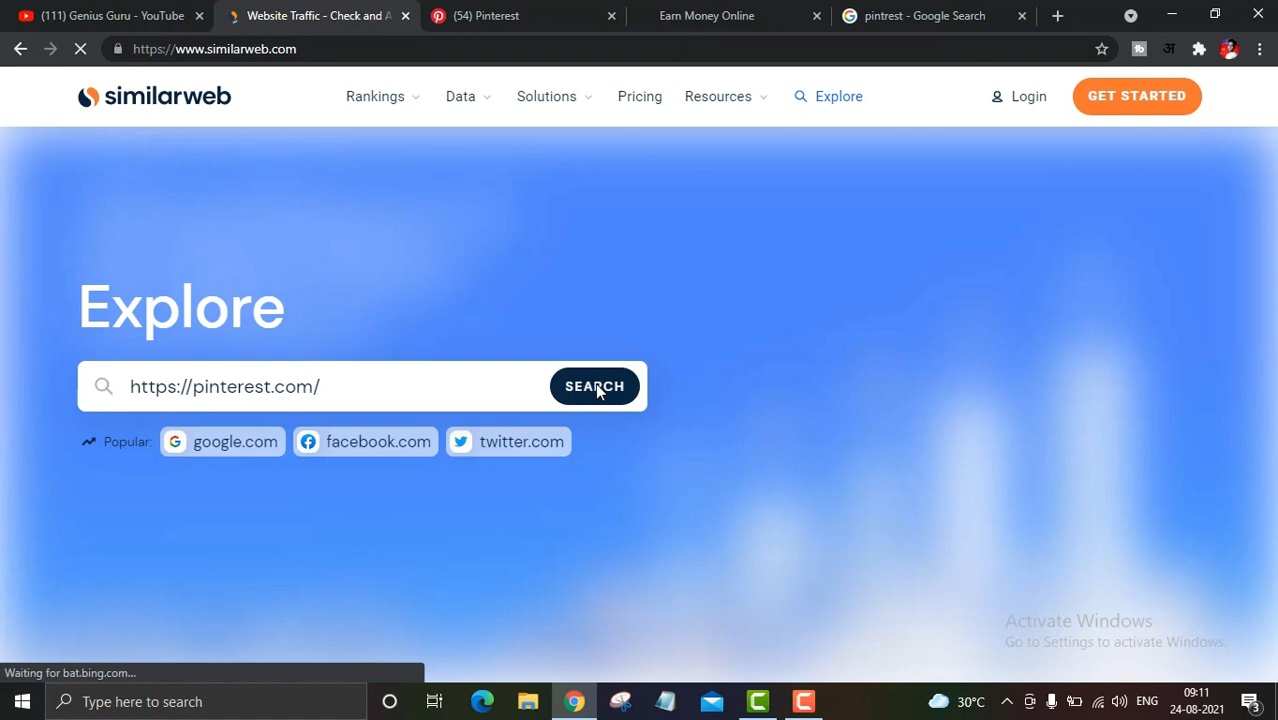 (111) Genius Guru - YouTube
Website Traffic - Check and A
(54) Pinterest
Earn Money Online
pintrest - Google Search
https://www.similarweb.com
similarweb
Rankings
Data
Solutions
Pricing
Resources
Explore
Login
GET STARTED
Explore
https://pinterest.com/
SEARCH
Popular:
google.com
facebook.com
twitter.com
Activate Windows
Go to Settings to activate Windows.
Waiting for bat.bing.com...
Type here to search
30°C
ENG
09:11
24-08-2021
3